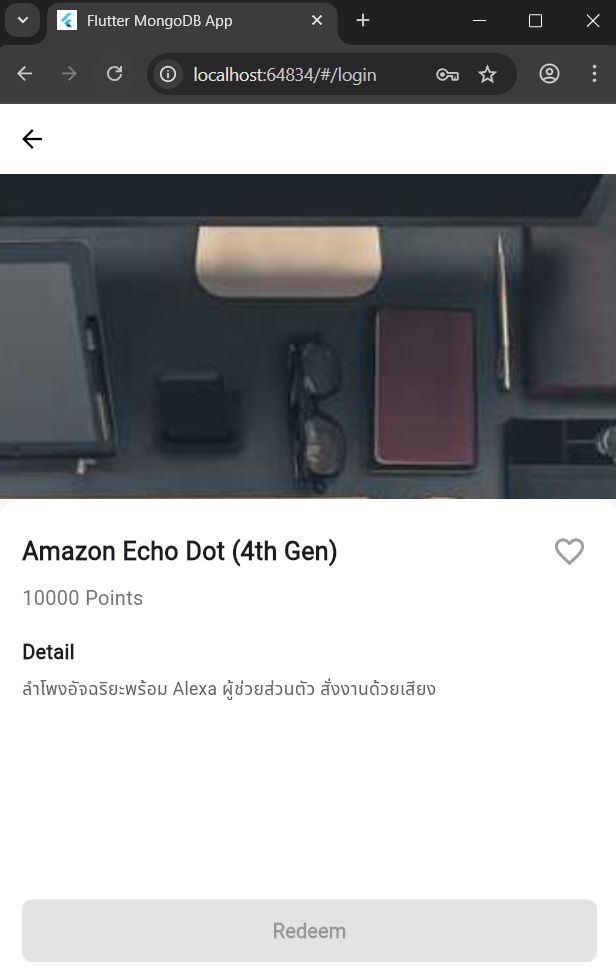 Flutter MongoDB App
localhost:64834/#/login
Amazon Echo Dot (4th Gen)
10000 Points
Detail
ลำโพงอัจฉริยะพร้อม Alexa ผู้ช่วยส่วนตัว สั่งงานด้วยเสียง
Redeem